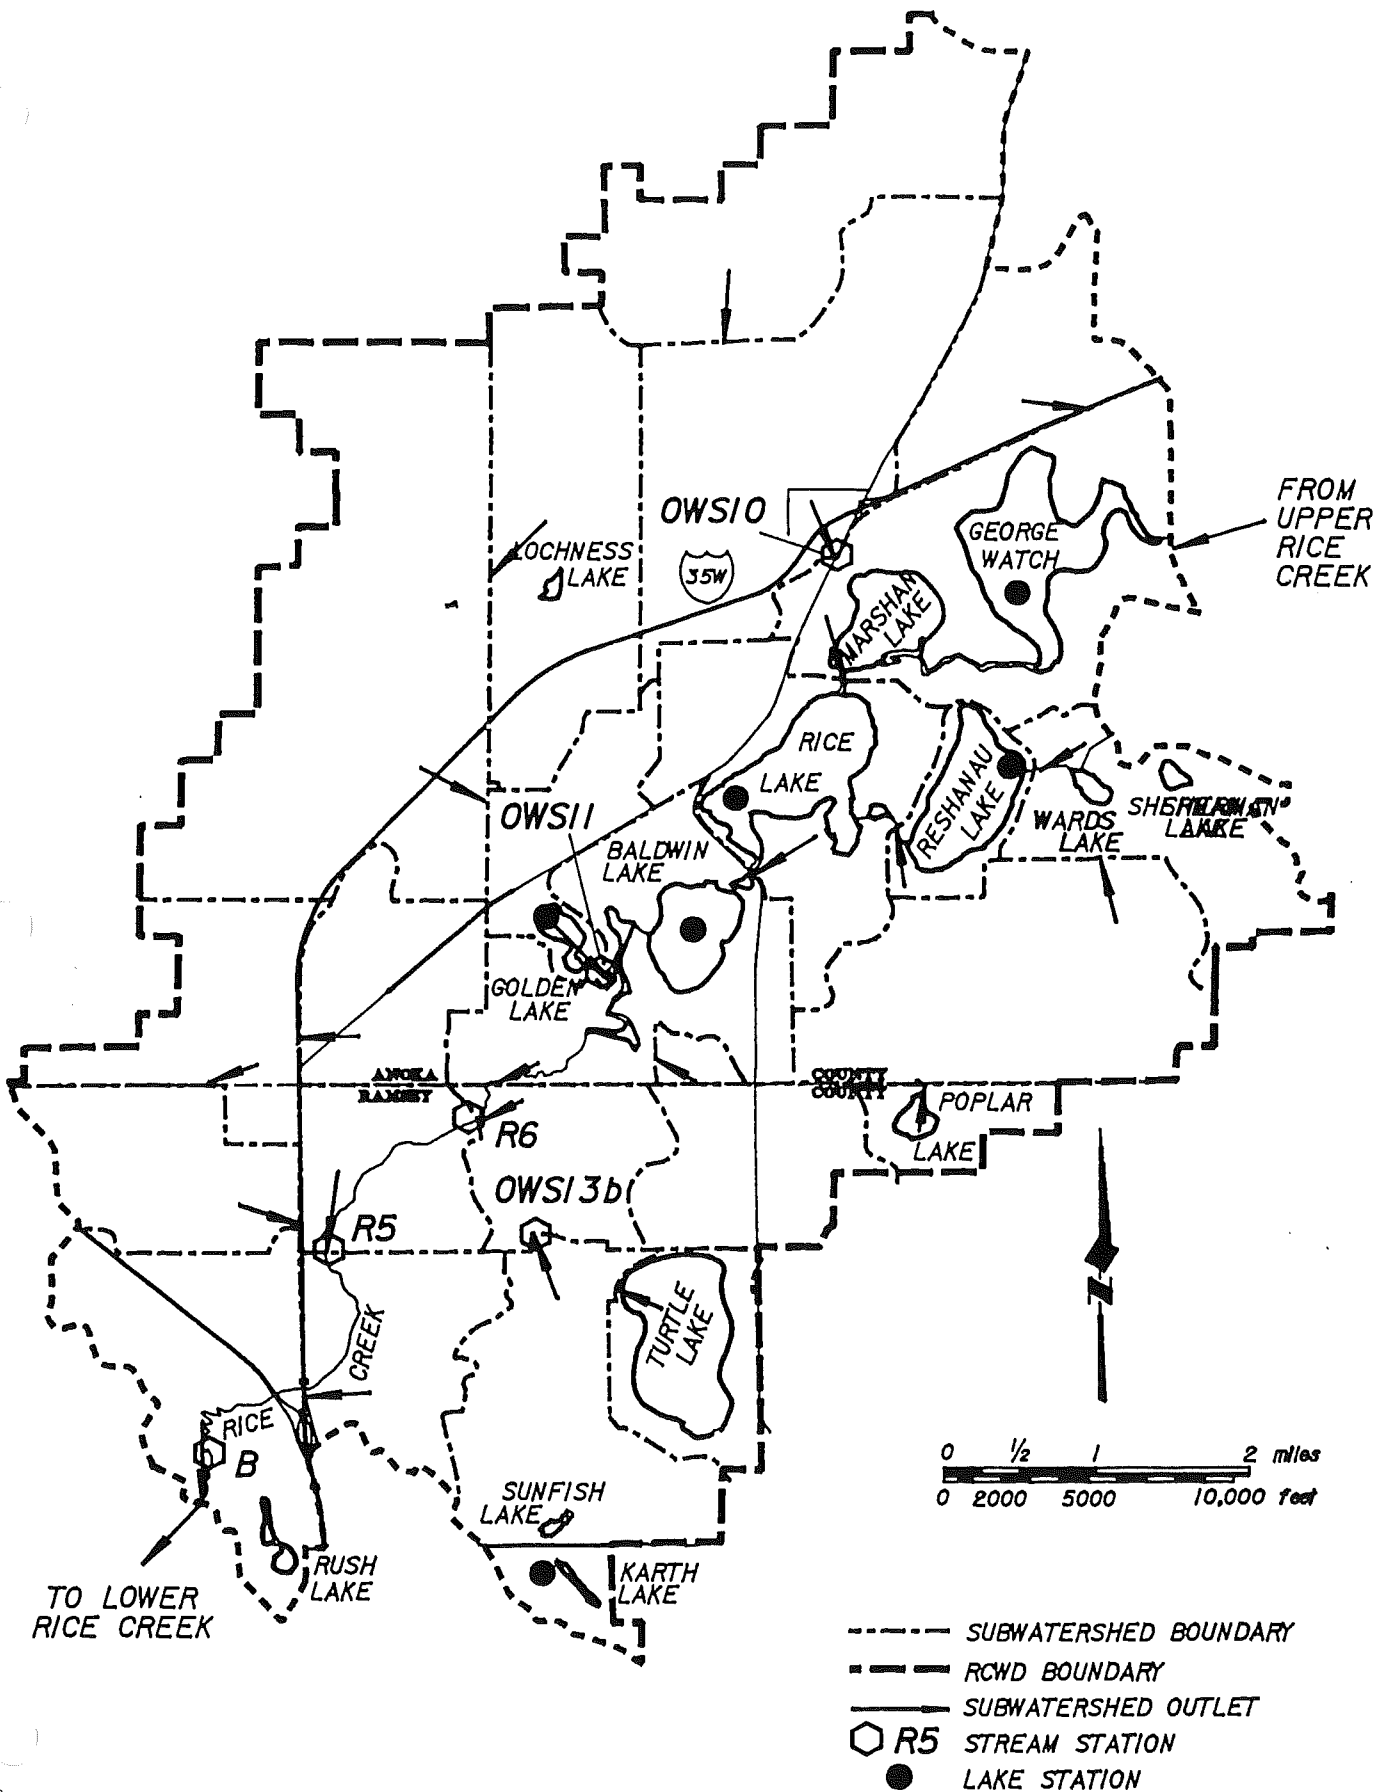 OWS10
LOCHNESS
LAKE
35W
GEORGE
WATCH
FROM
UPPER
RICE
CREEK
MARSHAN
LAKE
RICE
LAKE
RESHANAU
LAKE
WARDS
LAKE
LAKE
OWS11
BALDWIN
LAKE
GOLDEN
LAKE
ANOKA COUNTY
RAMSEY COUNTY
POPLAR
LAKE
R6
OWS13b
R5
TURTLE
LAKE
CREEK
RICE
B
N
SUNFISH
LAKE
RUSH
LAKE
KARTH
LAKE
TO LOWER
RICE CREEK
0 1/2 1 2 miles
0 2000 5000 10,000 feet
SUBWATERSHED BOUNDARY
RCWD BOUNDARY
SUBWATERSHED OUTLET
R5 STREAM STATION
LAKE STATION